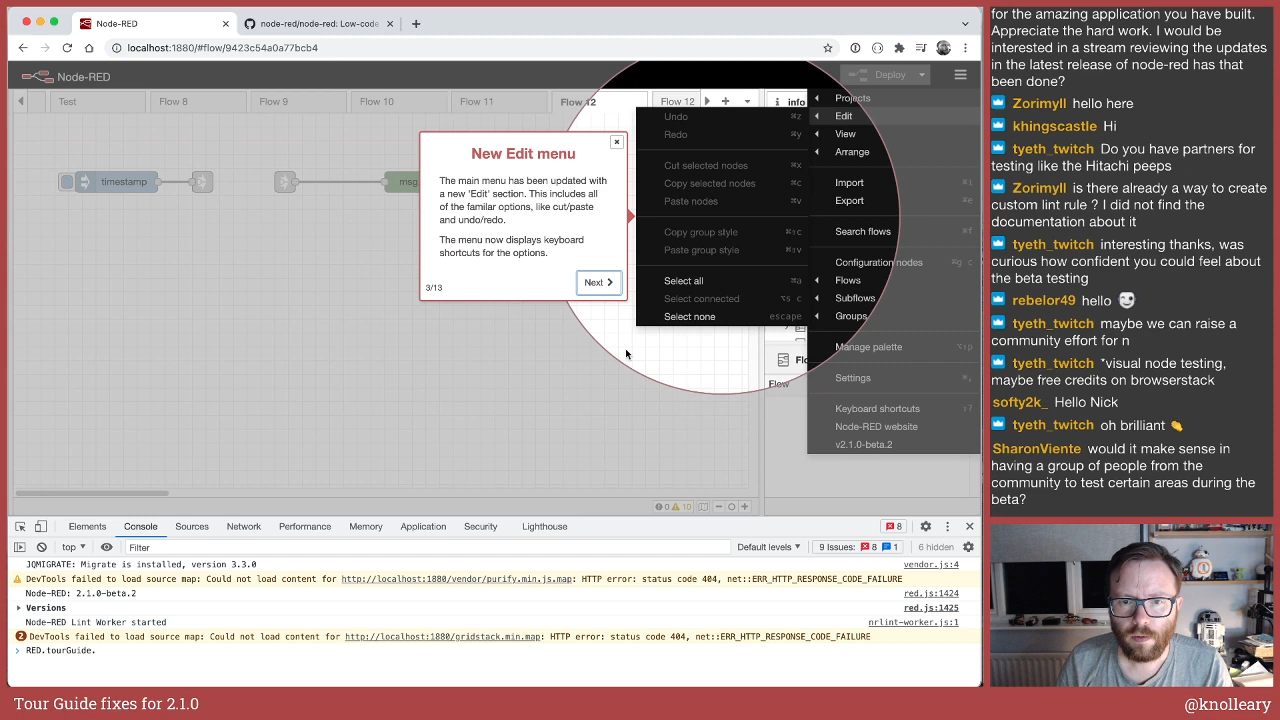 Node-RED
node-red/node-red: Low-code
localhost:1880/#flow/9423c54a0a77bcb4
Node-RED
Deploy
Test
Flow 8
Flow 9
Flow 10
Flow 11
Flow 12
Flow 12
info
timestamp
msg
New Edit menu
The main menu has been updated with
a new 'Edit' section. This includes all
of the familar options, like cut/paste
and undo/redo.
The menu now displays keyboard
shortcuts for the options.
3/13
Next
Undo ⌘z
Redo ⌘y
Cut selected nodes ⌘x
Copy selected nodes ⌘c
Paste nodes ⌘v
Copy group style ⌘⇧c
Paste group style ⌘⇧v
Select all ⌘a
Select connected ⌥s c
Select none escape
Projects
Edit
View
Arrange
Import ⌘i
Export ⌘e
Search flows ⌘f
Configuration nodes ⌘g c
Flows
Subflows
Groups
Manage palette ⌥⇧p
Settings ⌘,
Keyboard shortcuts ⇧?
Node-RED website
v2.1.0-beta.2
Flo
Flow
0 10
Elements
Console
Sources
Network
Performance
Memory
Application
Security
Lighthouse
8
top
Filter
Default levels
9 Issues: 8 1
6 hidden
JQMIGRATE: Migrate is installed, version 3.3.0 vendor.js:4
DevTools failed to load source map: Could not load content for http://localhost:1880/vendor/purify.min.js.map: HTTP error: status code 404, net::ERR_HTTP_RESPONSE_CODE_FAILURE
Node-RED: 2.1.0-beta.2 red.js:1424
Versions red.js:1425
Node-RED Lint Worker started nrlint-worker.js:1
2 DevTools failed to load source map: Could not load content for http://localhost:1880/gridstack.min.map: HTTP error: status code 404, net::ERR_HTTP_RESPONSE_CODE_FAILURE
RED.tourGuide.
for the amazing application you have built.
Appreciate the hard work. I would be
interested in a stream reviewing the updates
in the latest release of node-red has that
been done?
Zorimyll hello here
khingscastle Hi
tyeth_twitch Do you have partners for
testing like the Hitachi peeps
Zorimyll is there already a way to create
custom lint rule ? I did not find the
documentation about it
tyeth_twitch interesting thanks, was
curious how confident you could feel about
the beta testing
rebelor49 hello
tyeth_twitch maybe we can raise a
community effort for n
tyeth_twitch *visual node testing,
maybe free credits on browserstack
softy2k_ Hello Nick
tyeth_twitch oh brilliant 👏
SharonViente would it make sense in
having a group of people from the
community to test certain areas during the
beta?
Tour Guide fixes for 2.1.0
@knolleary